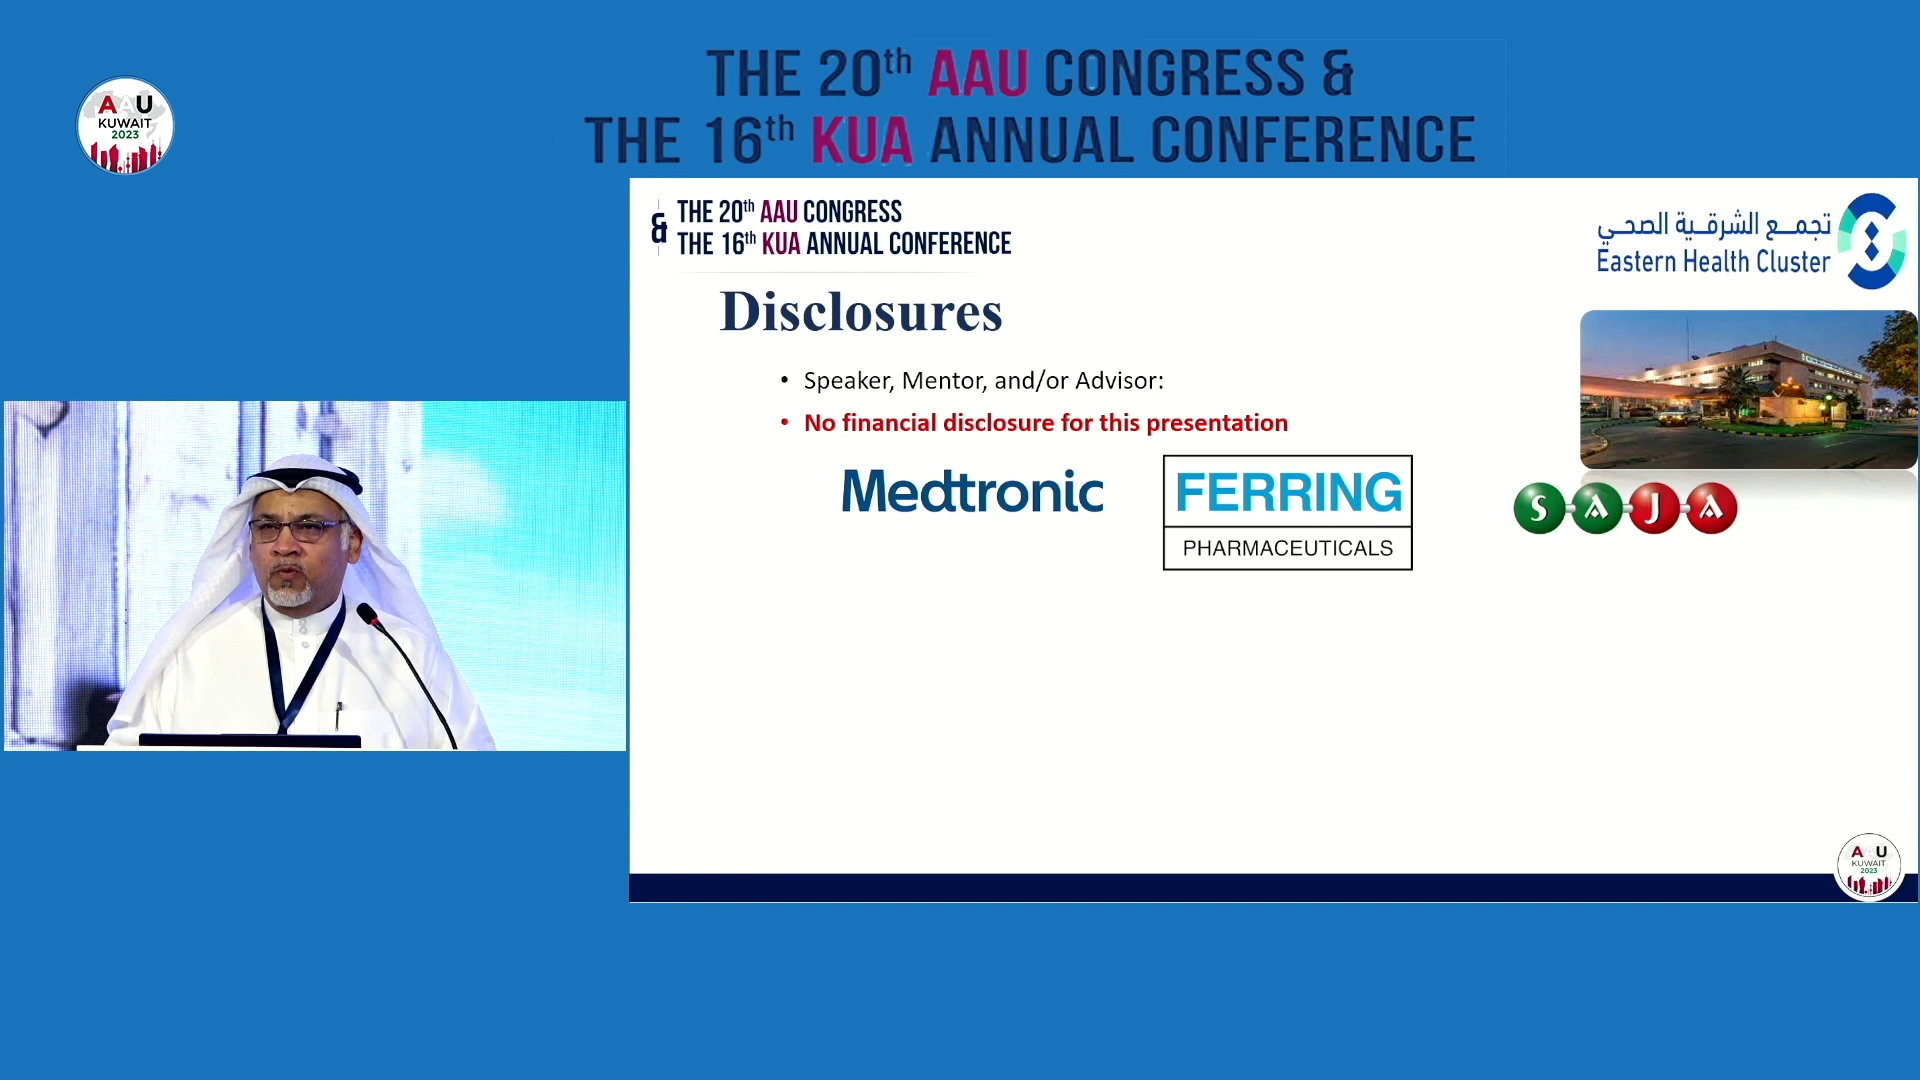 THE 20th AAU CONGRESS &
THE 16th KUA ANNUAL CONFERENCE
AAU
KUWAIT
2023
& THE 20th AAU CONGRESS
THE 16th KUA ANNUAL CONFERENCE
تجمع الشرقية الصحي
Eastern Health Cluster
Disclosures
• Speaker, Mentor, and/or Advisor:
• No financial disclosure for this presentation
Medtronic
FERRING
PHARMACEUTICALS
S-A-J-A
AAU
KUWAIT
2023